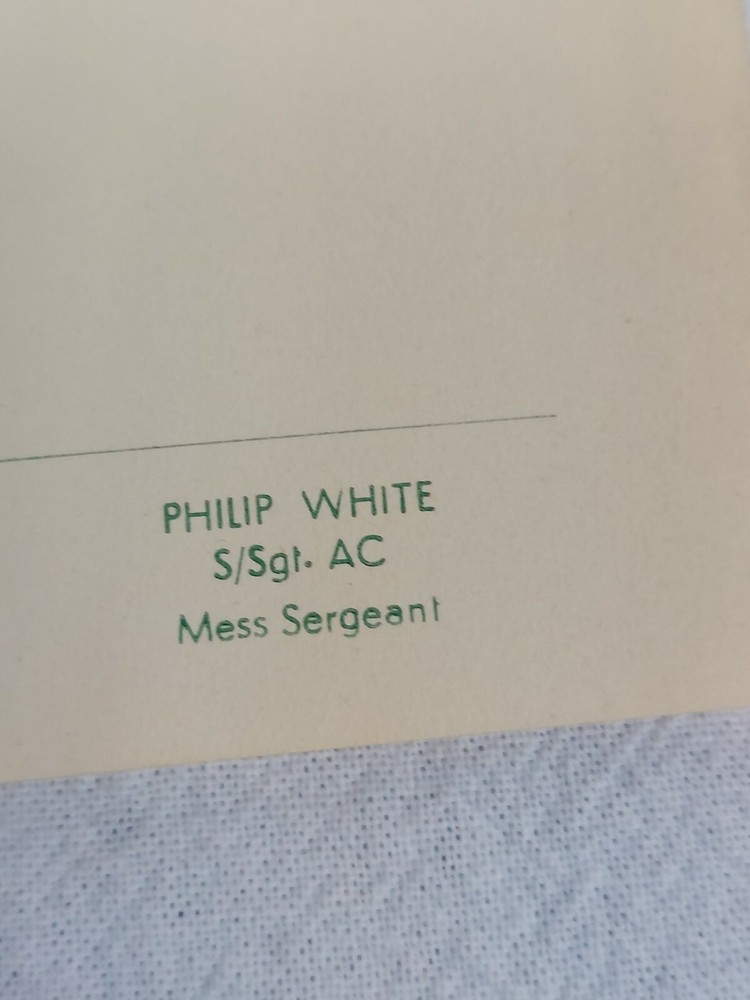 PHILIP WHITE
S/Sgt. AC
Mess Sergeant